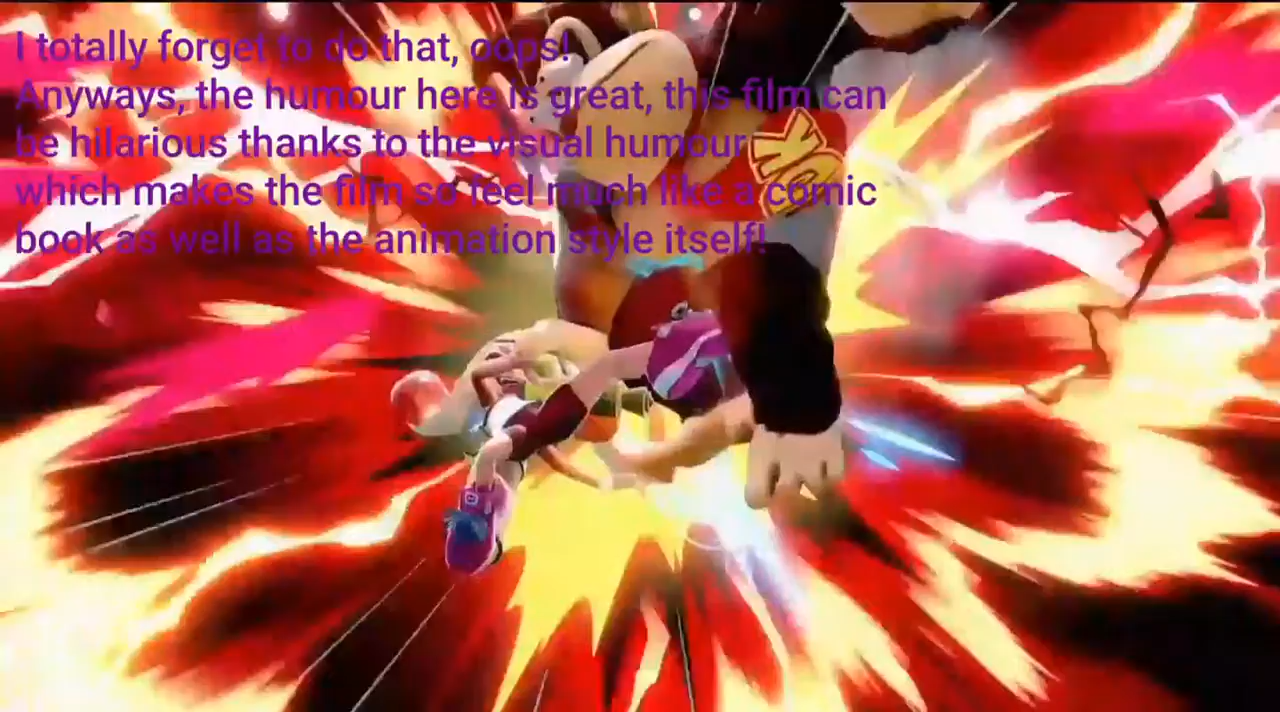 I totally forget to do that, oops!
Anyways, the humour here is great, this film can
be hilarious thanks to the visual humour
which makes the film so feel much like a comic
book as well as the animation style itself!